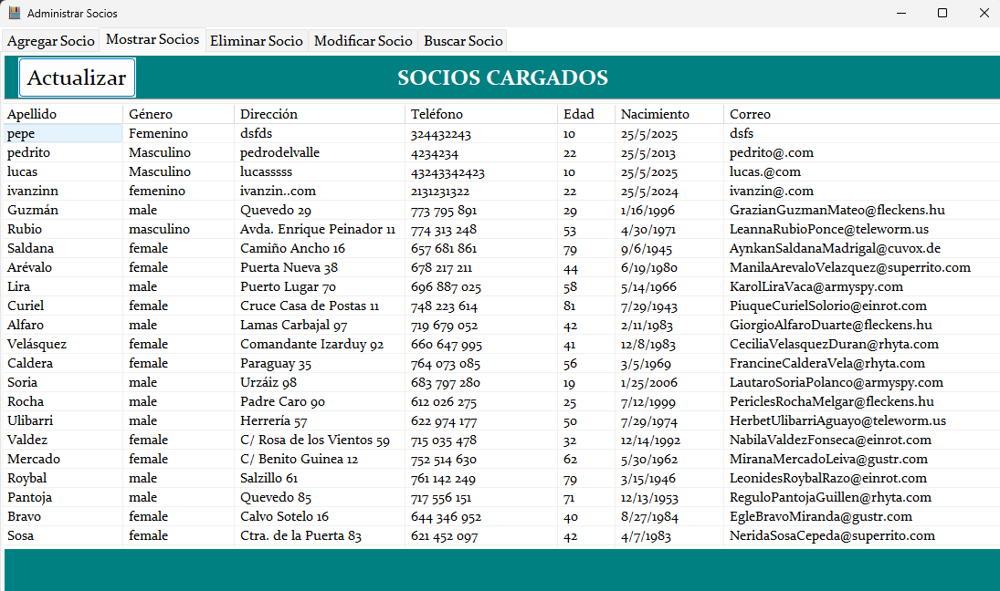 Administrar Socios
Agregar Socio Mostrar Socios Eliminar Socio Modificar Socio Buscar Socio
Actualizar SOCIOS CARGADOS
Apellido Género Dirección Teléfono Edad Nacimiento Correo
pepe Femenino dsfds 324432243 10 25/5/2025 dsfs
pedrito Masculino pedrodelvalle 4234234 22 25/5/2013 pedrito@.com
lucas Masculino lucasssss 43243342423 10 25/5/2025 lucas.@com
ivanzinn femenino ivanzin..com 2131231322 22 25/5/2024 ivanzin@.com
Guzmán male Quevedo 29 773 795 891 29 1/16/1996 GrazianGuzmanMateo@fleckens.hu
Rubio masculino Avda. Enrique Peinador 11 774 313 248 53 4/30/1971 LeannaRubioPonce@teleworm.us
Saldana female Camiño Ancho 16 657 681 861 79 9/6/1945 AynkanSaldanaMadrigal@cuvox.de
Arévalo female Puerta Nueva 38 678 217 211 44 6/19/1980 ManilaArevaloVelazquez@superrito.com
Lira male Puerto Lugar 70 696 887 025 58 5/14/1966 KarolLiraVaca@armyspy.com
Curiel female Cruce Casa de Postas 11 748 223 614 81 7/29/1943 PiuqueCurielSolorio@einrot.com
Alfaro male Lamas Carbajal 97 719 679 052 42 2/11/1983 GiorgioAlfaroDuarte@fleckens.hu
Velásquez female Comandante Izarduy 92 660 647 995 41 12/8/1983 CeciliaVelasquezDuran@rhyta.com
Caldera female Paraguay 35 764 073 085 56 3/5/1969 FrancineCalderaVela@rhyta.com
Soria male Urzáiz 98 683 797 280 19 1/25/2006 LautaroSoriaPolanco@armyspy.com
Rocha male Padre Caro 90 612 026 275 25 7/12/1999 PericlesRochaMelgar@fleckens.hu
Ulibarri male Herrería 57 622 974 177 50 7/29/1974 HerbetUlibarriAguayo@teleworm.us
Valdez female C/ Rosa de los Vientos 59 715 035 478 32 12/14/1992 NabilaValdezFonseca@einrot.com
Mercado female C/ Benito Guinea 12 752 514 630 62 5/30/1962 MiranaMercadoLeiva@gustr.com
Roybal male Salzillo 61 761 142 249 79 3/15/1946 LeonidesRoybalRazo@einrot.com
Pantoja male Quevedo 85 717 556 151 71 12/13/1953 ReguloPantojaGuillen@rhyta.com
Bravo female Calvo Sotelo 16 644 346 952 40 8/27/1984 EgleBravoMiranda@gustr.com
Sosa female Ctra. de la Puerta 83 621 452 097 42 4/7/1983 NeridaSosaCepeda@superrito.com